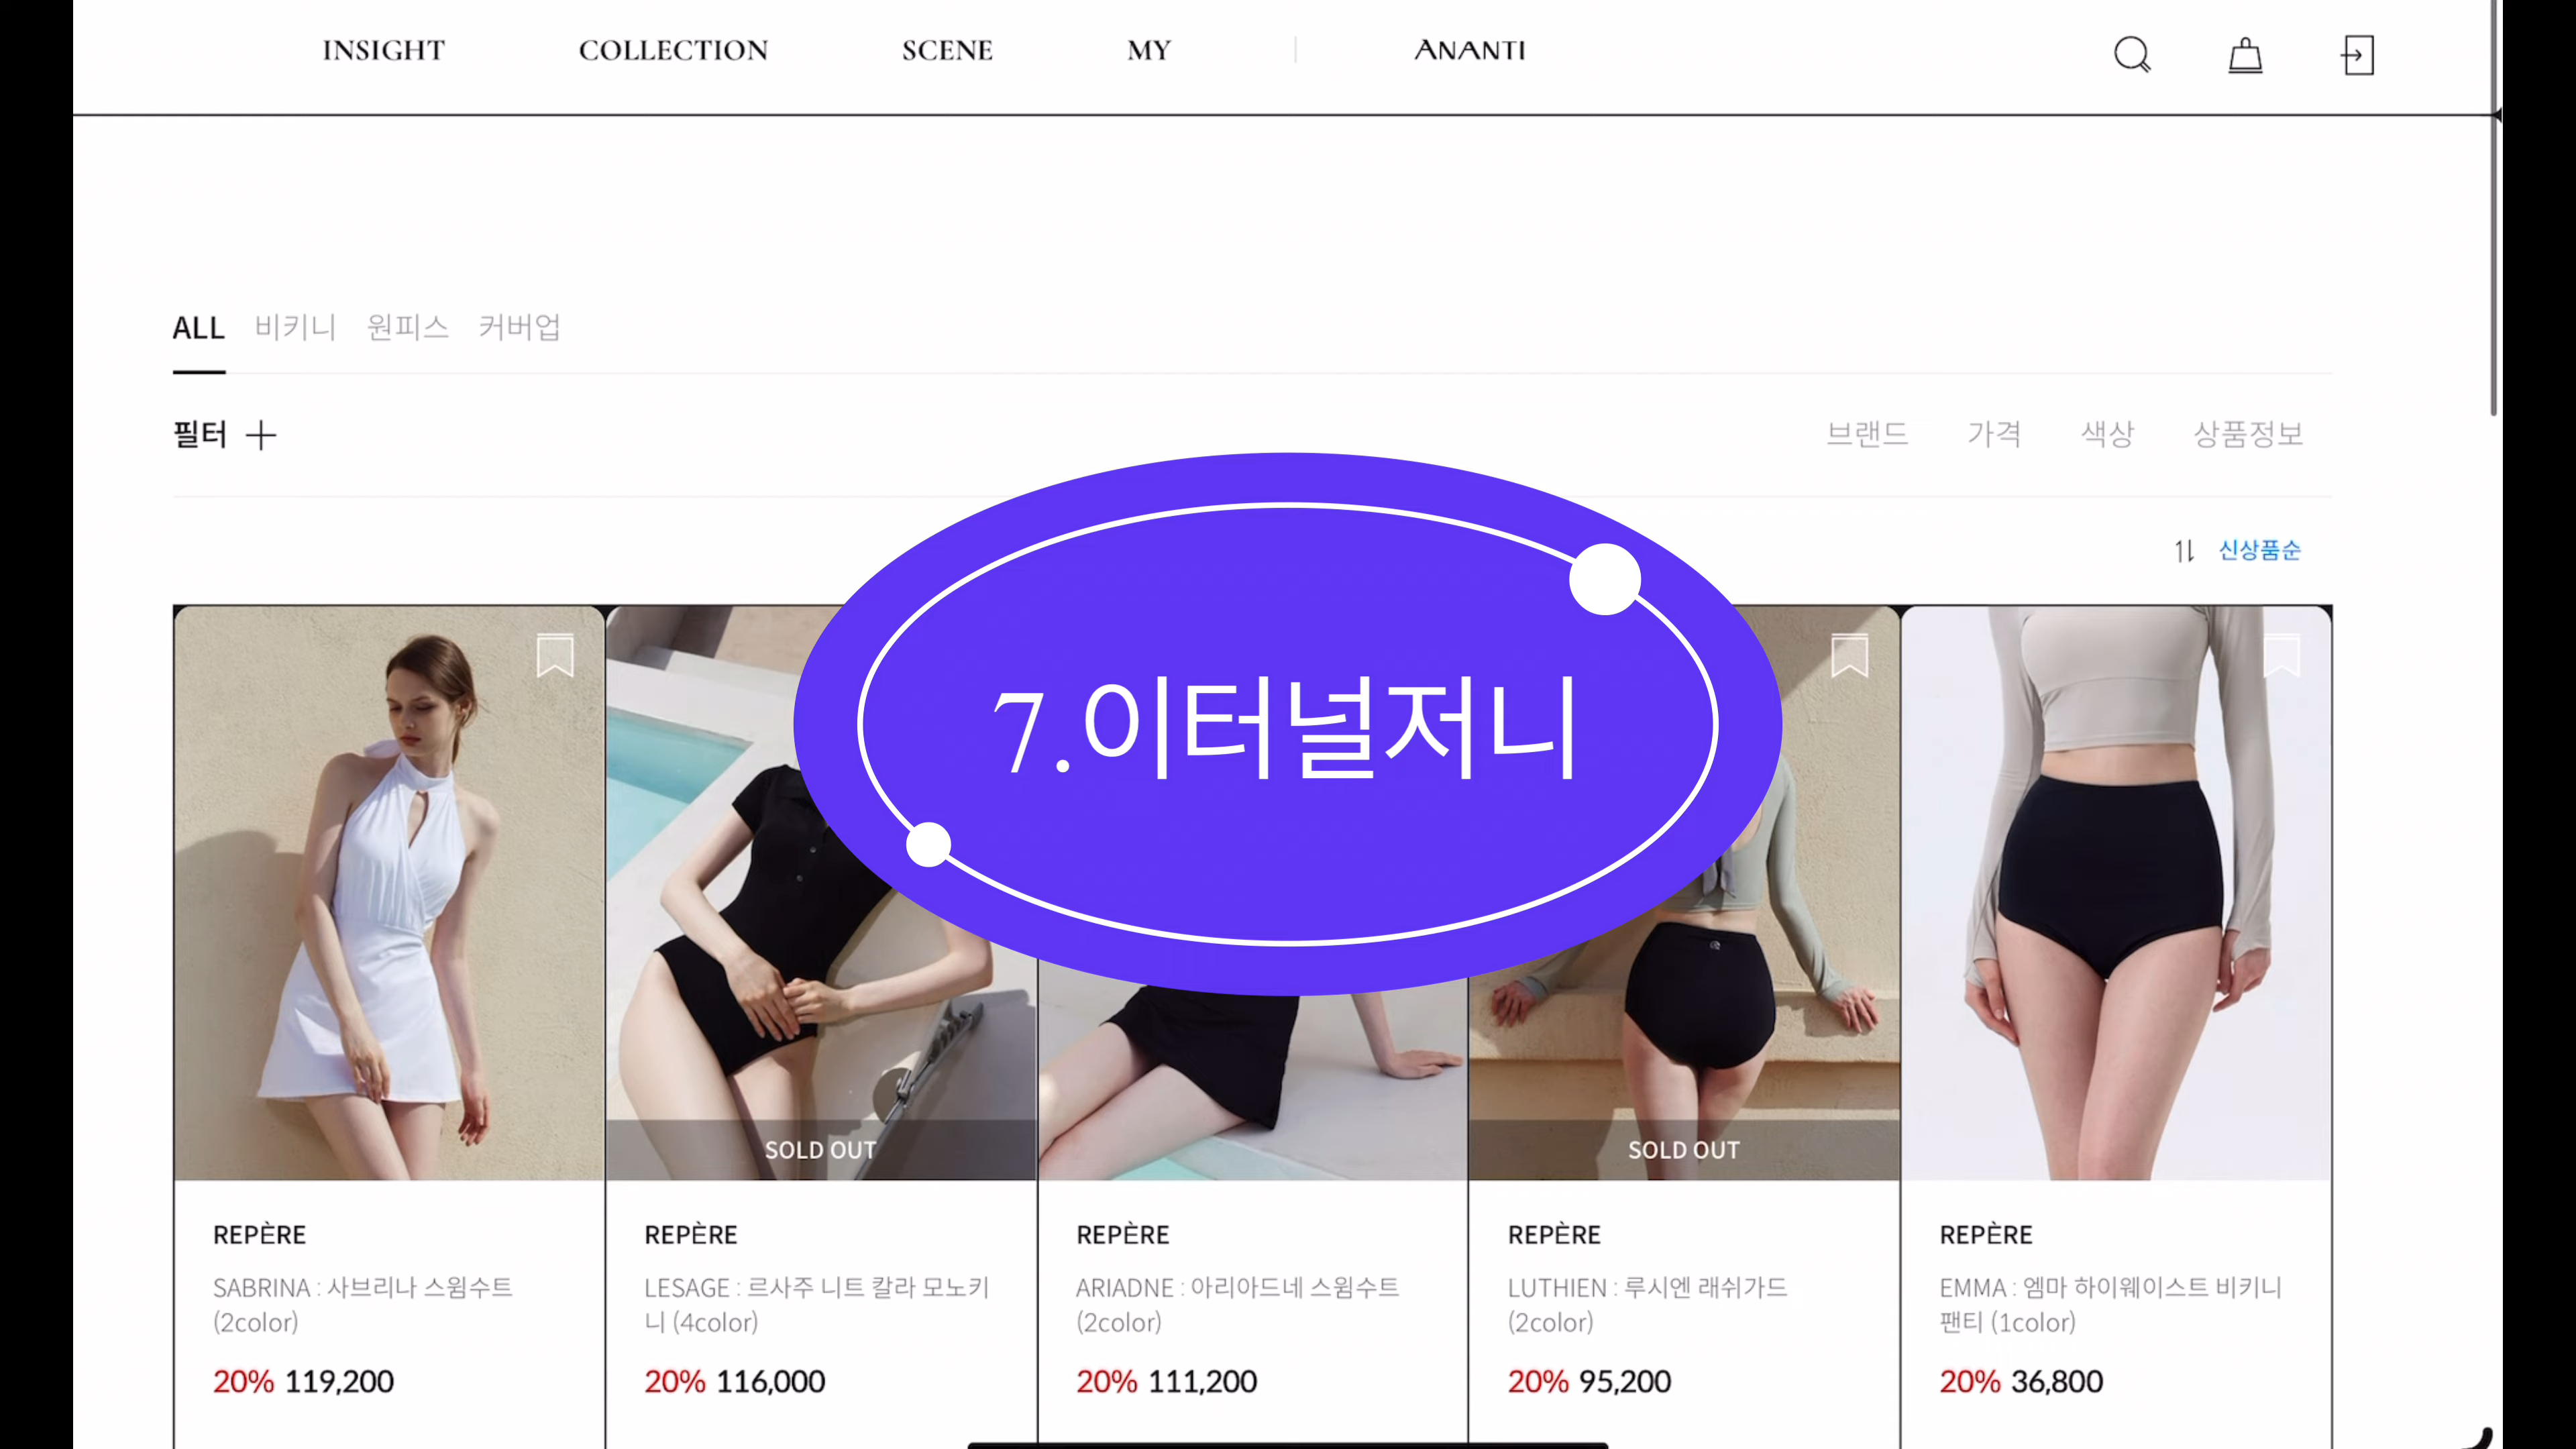 INSIGHT COLLECTION SCENE MY ANANTI
ALL 비키니 원피스 커버업
필터 브랜드 가격 색상 상품정보
신상품순
7.이터널저니
SOLD OUT
SOLD OUT
REPÈRE
SABRINA : 사브리나 스윔수트
(2color)
20% 119,200
REPÈRE
LESAGE : 르사주 니트 칼라 모노키
니 (4color)
20% 116,000
REPÈRE
ARIADNE : 아리아드네 스윔수트
(2color)
20% 111,200
REPÈRE
LUTHIEN : 루시엔 래쉬가드
(2color)
20% 95,200
REPÈRE
EMMA : 엠마 하이웨이스트 비키니
팬티 (1color)
20% 36,800